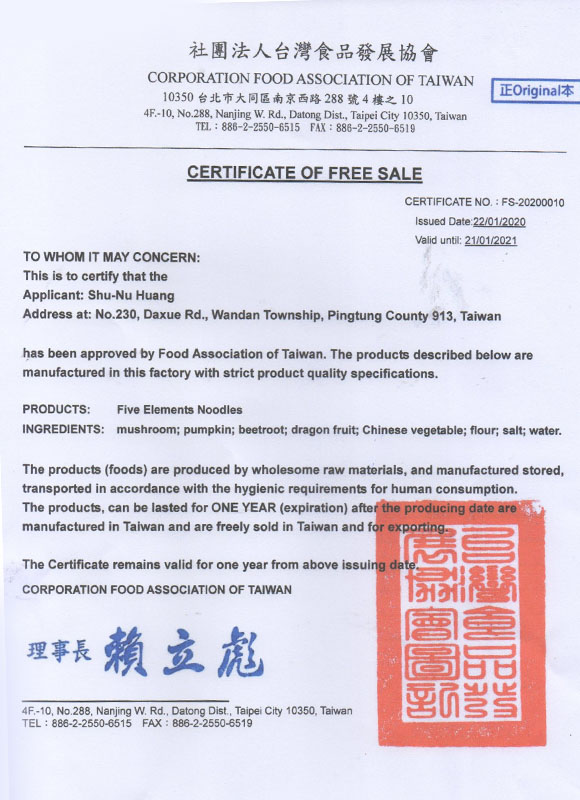 社團法人台灣食品發展協會
CORPORATION FOOD ASSOCIATION OF TAIWAN
10350 台北市大同區南京西路 288 號 4 樓之 10
4F.-10, No.288, Nanjing W. Rd., Datong Dist., Taipei City 10350, Taiwan
TEL：886-2-2550-6515 FAX：886-2-2550-6519
正Original本
CERTIFICATE OF FREE SALE
CERTIFICATE NO.：FS-20200010
Issued Date:22/01/2020
Valid until: 21/01/2021
TO WHOM IT MAY CONCERN:
This is to certify that the
Applicant: Shu-Nu Huang
Address at: No.230, Daxue Rd., Wandan Township, Pingtung County 913, Taiwan
has been approved by Food Association of Taiwan. The products described below are
manufactured in this factory with strict product quality specifications.
PRODUCTS: Five Elements Noodles
INGREDIENTS: mushroom; pumpkin; beetroot; dragon fruit; Chinese vegetable; flour; salt; water.
The products (foods) are produced by wholesome raw materials, and manufactured stored,
transported in accordance with the hygienic requirements for human consumption.
The products, can be lasted for ONE YEAR (expiration) after the producing date are
manufactured in Taiwan and are freely sold in Taiwan and for exporting.
The Certificate remains valid for one year from above issuing date.
CORPORATION FOOD ASSOCIATION OF TAIWAN
理事長 賴立彪
4F.-10, No.288, Nanjing W. Rd., Datong Dist., Taipei City 10350, Taiwan
TEL：886-2-2550-6515 FAX：886-2-2550-6519